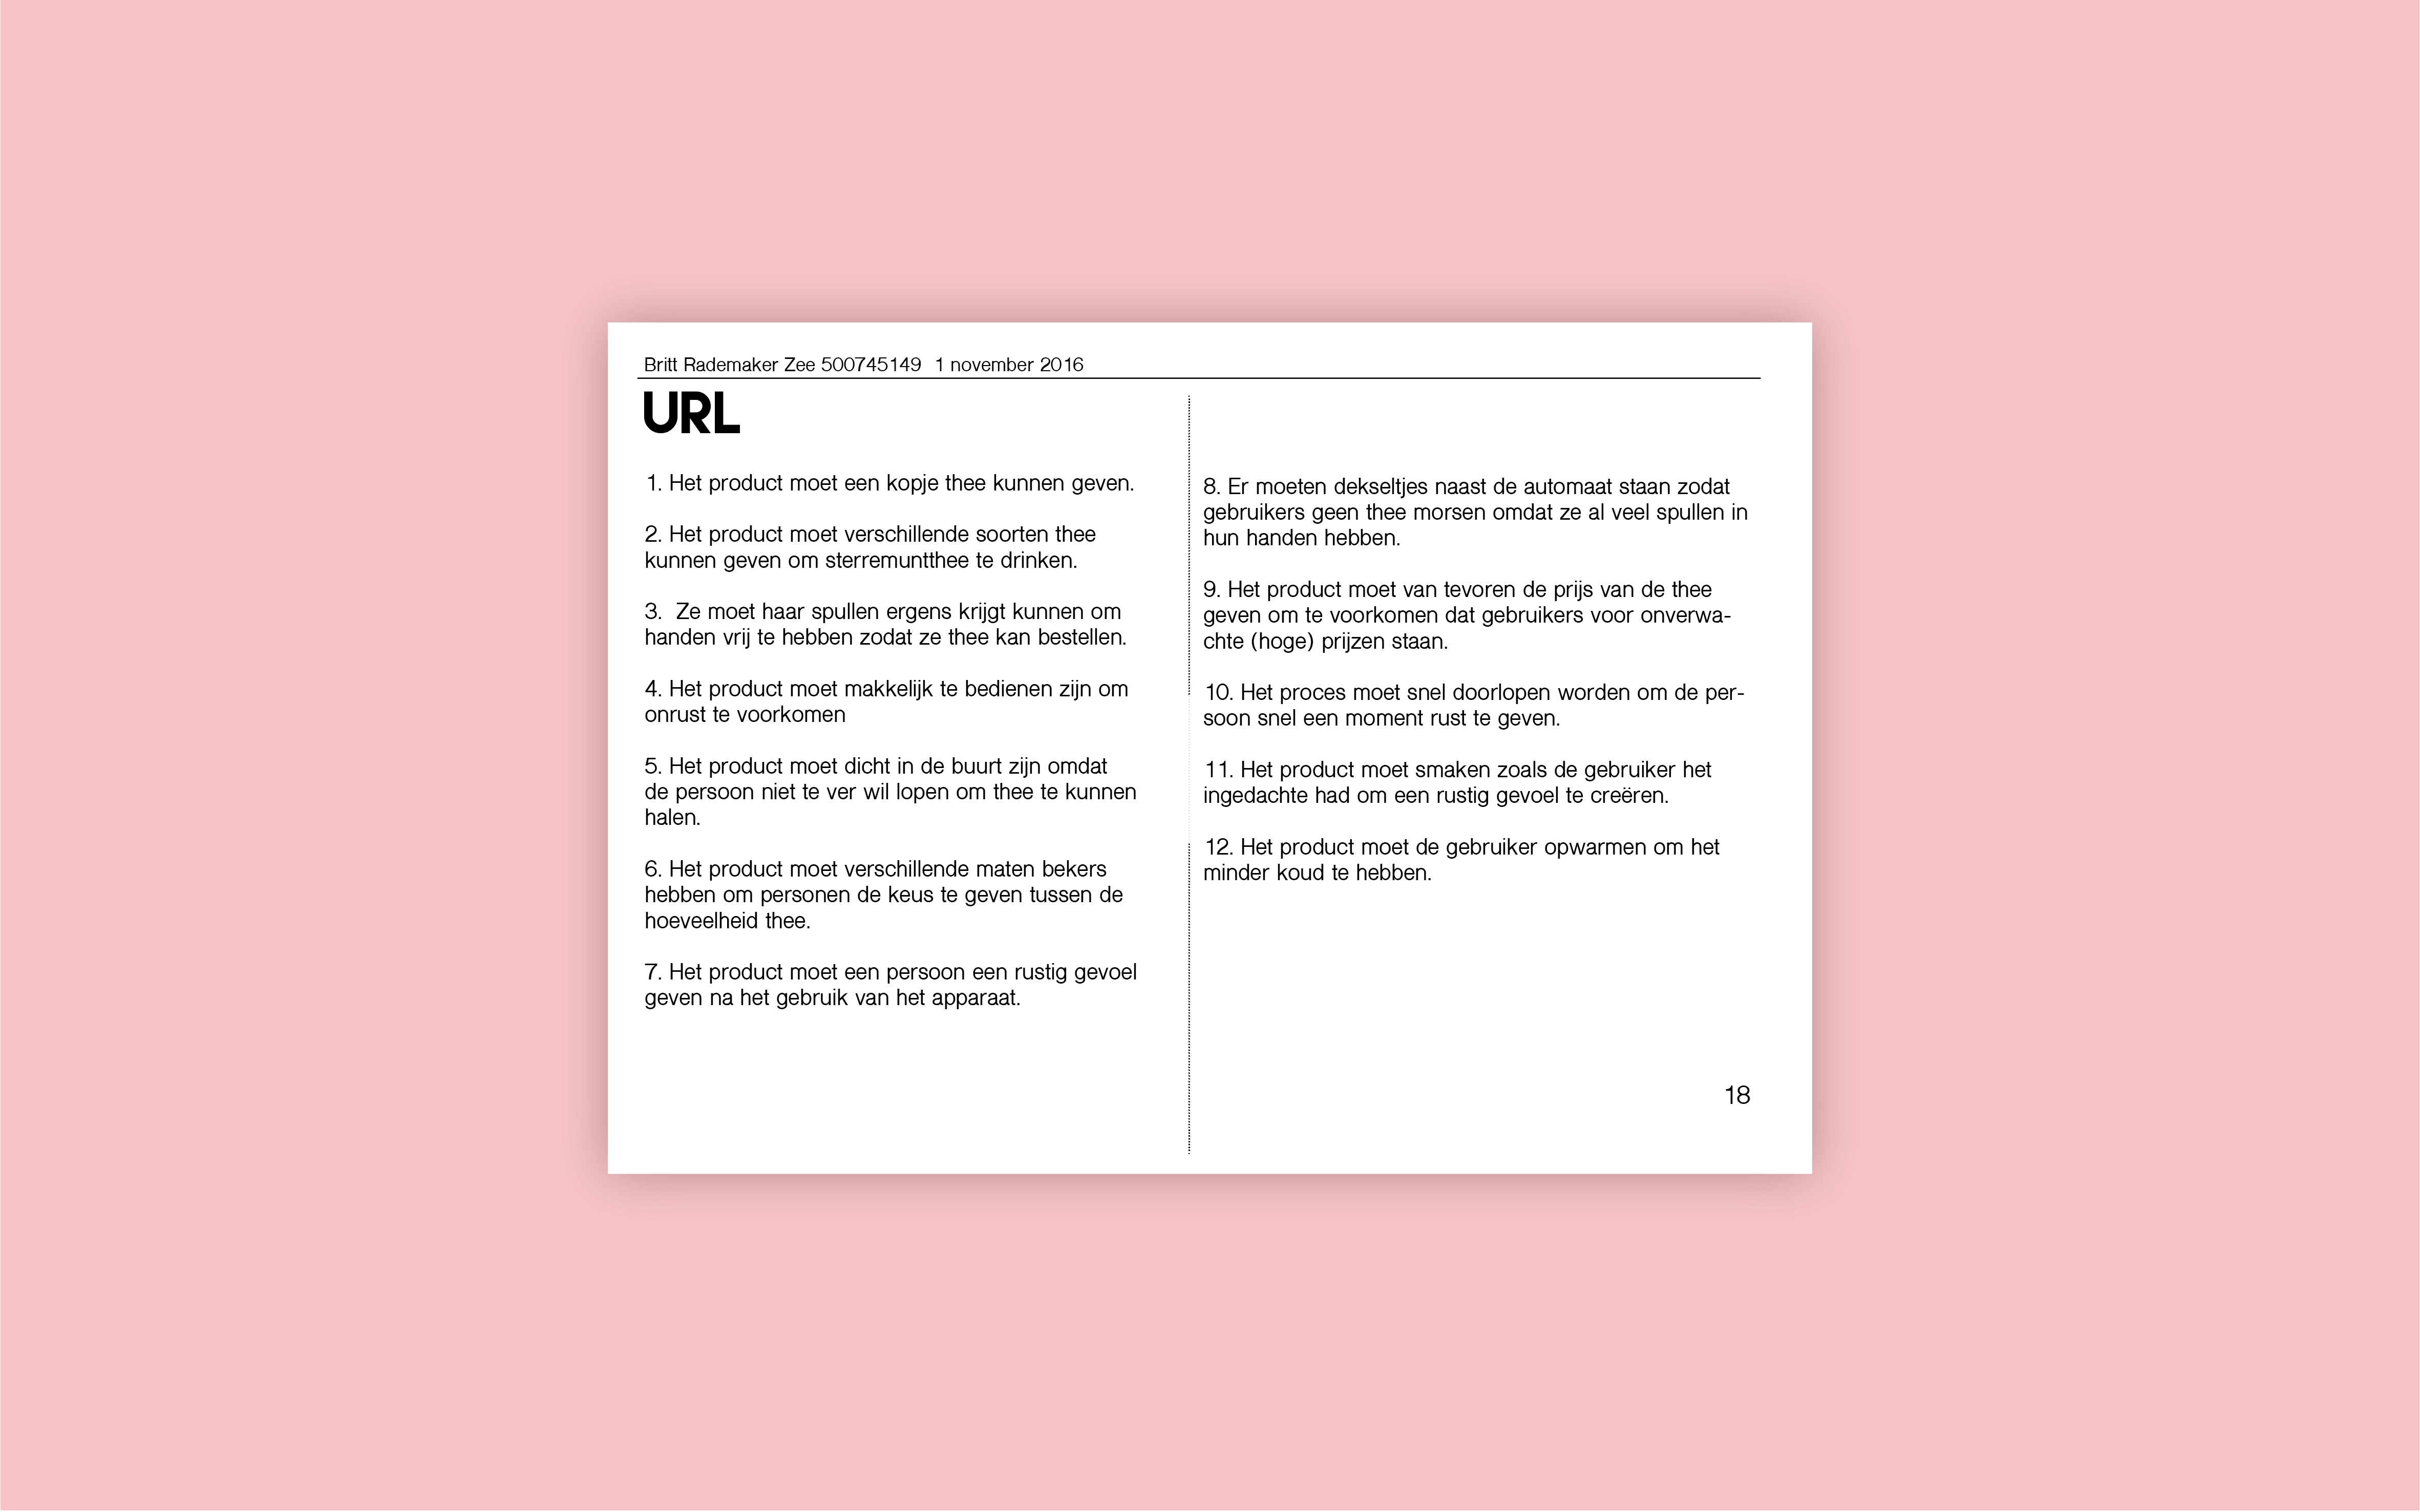 Britt Rademaker Zee 500745149 1 november 2016
URL
1. Het product moet een kopje thee kunnen geven.
2. Het product moet verschillende soorten thee
kunnen geven om sterremuntthee te drinken.
3. Ze moet haar spullen ergens krijgt kunnen om
handen vrij te hebben zodat ze thee kan bestellen.
4. Het product moet makkelijk te bedienen zijn om
onrust te voorkomen
5. Het product moet dicht in de buurt zijn omdat
de persoon niet te ver wil lopen om thee te kunnen
halen.
6. Het product moet verschillende maten bekers
hebben om personen de keus te geven tussen de
hoeveelheid thee.
7. Het product moet een persoon een rustig gevoel
geven na het gebruik van het apparaat.
8. Er moeten dekseltjes naast de automaat staan zodat
gebruikers geen thee morsen omdat ze al veel spullen in
hun handen hebben.
9. Het product moet van tevoren de prijs van de thee
geven om te voorkomen dat gebruikers voor onverwa-
chte (hoge) prijzen staan.
10. Het proces moet snel doorlopen worden om de per-
soon snel een moment rust te geven.
11. Het product moet smaken zoals de gebruiker het
ingedachte had om een rustig gevoel te creëren.
12. Het product moet de gebruiker opwarmen om het
minder koud te hebben.
18